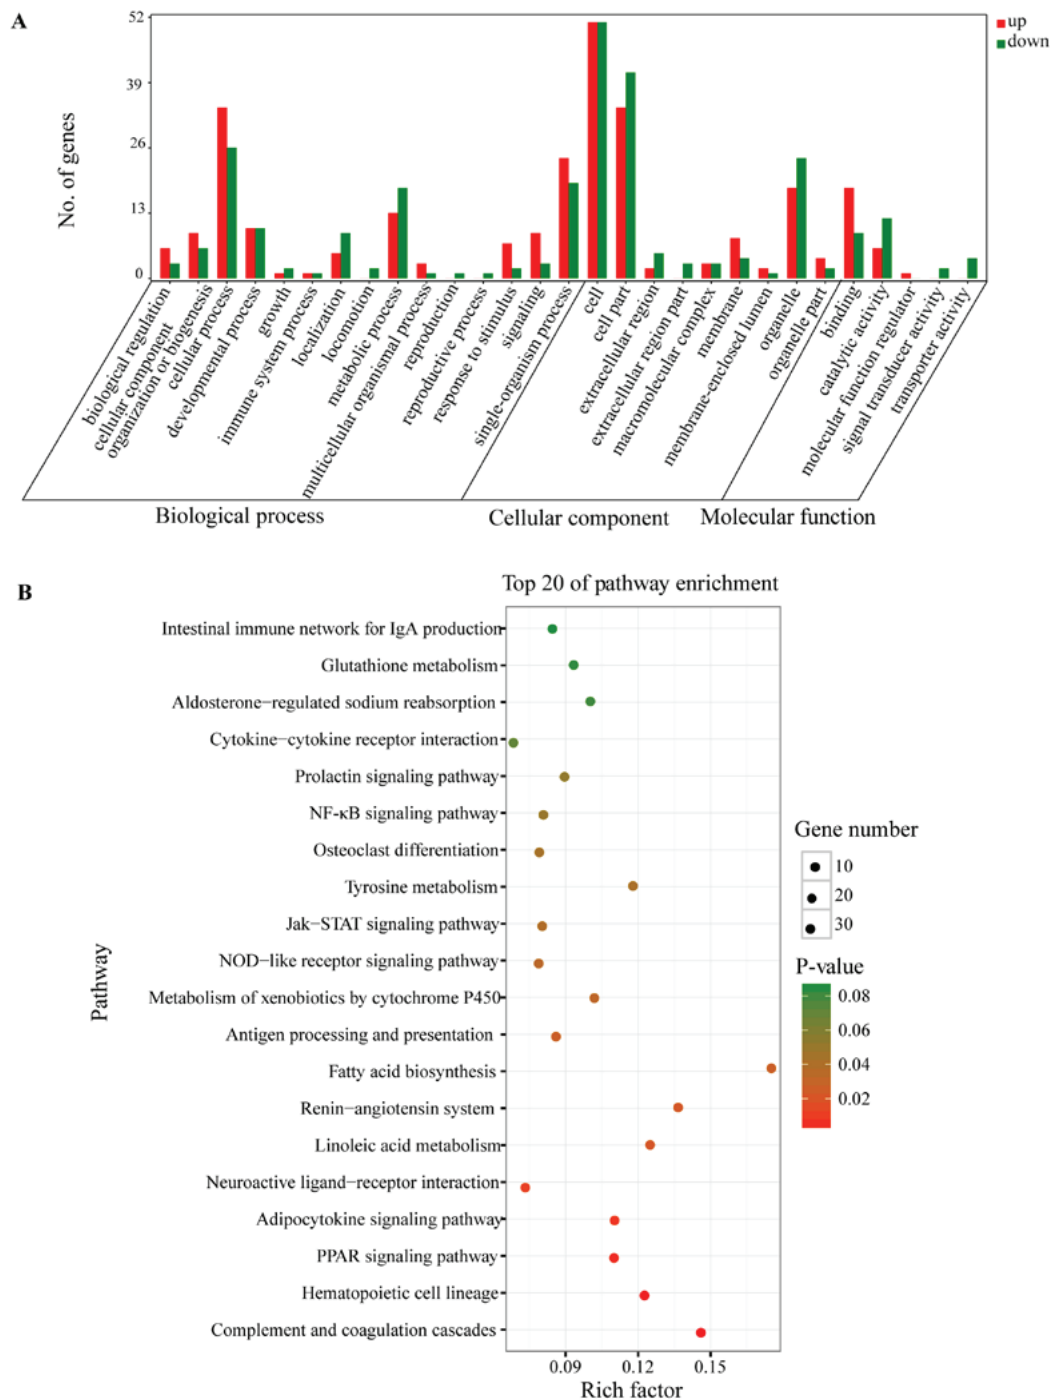 A
52
39
26
13
0
No. of genes
up
down
biological regulation
cellular component
organization or biogenesis
cellular process
developmental process
growth
immune system process
localization
locomotion
metabolic process
multicellular organismal process
reproduction
reproductive process
response to stimulus
signaling
single-organism process
cell
cell part
extracellular region
extracellular region part
macromolecular complex
membrane
membrane-enclosed lumen
organelle
organelle part
binding
catalytic activity
molecular function regulator
signal transducer activity
transporter activity
Biological process
Cellular component
Molecular function
B
Top 20 of pathway enrichment
Pathway
Intestinal immune network for IgA production
Glutathione metabolism
Aldosterone−regulated sodium reabsorption
Cytokine−cytokine receptor interaction
Prolactin signaling pathway
NF-κB signaling pathway
Osteoclast differentiation
Tyrosine metabolism
Jak−STAT signaling pathway
NOD−like receptor signaling pathway
Metabolism of xenobiotics by cytochrome P450
Antigen processing and presentation
Fatty acid biosynthesis
Renin−angiotensin system
Linoleic acid metabolism
Neuroactive ligand−receptor interaction
Adipocytokine signaling pathway
PPAR signaling pathway
Hematopoietic cell lineage
Complement and coagulation cascades
0.09
0.12
0.15
Rich factor
Gene number
10
20
30
P-value
0.08
0.06
0.04
0.02